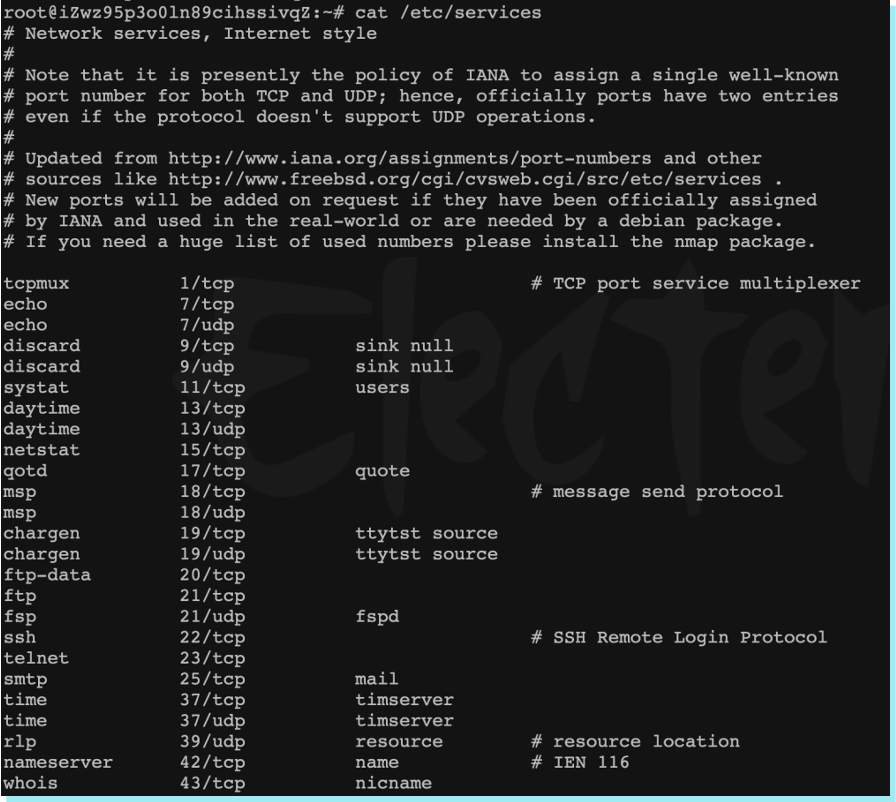 root@iZwz95p3o0ln89cihssivqZ:~# cat /etc/services
# Network services, Internet style
#
# Note that it is presently the policy of IANA to assign a single well-known
# port number for both TCP and UDP; hence, officially ports have two entries
# even if the protocol doesn't support UDP operations.
#
# Updated from http://www.iana.org/assignments/port-numbers and other
# sources like http://www.freebsd.org/cgi/cvsweb.cgi/src/etc/services .
# New ports will be added on request if they have been officially assigned
# by IANA and used in the real-world or are needed by a debian package.
# If you need a huge list of used numbers please install the nmap package.
tcpmux 1/tcp # TCP port service multiplexer
echo 7/tcp
echo 7/udp
discard 9/tcp sink null
discard 9/udp sink null
systat 11/tcp users
daytime 13/tcp
daytime 13/udp
netstat 15/tcp
qotd 17/tcp quote
msp 18/tcp # message send protocol
msp 18/udp
chargen 19/tcp ttytst source
chargen 19/udp ttytst source
ftp-data 20/tcp
ftp 21/tcp
fsp 21/udp fspd
ssh 22/tcp # SSH Remote Login Protocol
telnet 23/tcp
smtp 25/tcp mail
time 37/tcp timserver
time 37/udp timserver
rlp 39/udp resource # resource location
nameserver 42/tcp name # IEN 116
whois 43/tcp nicname
Electer